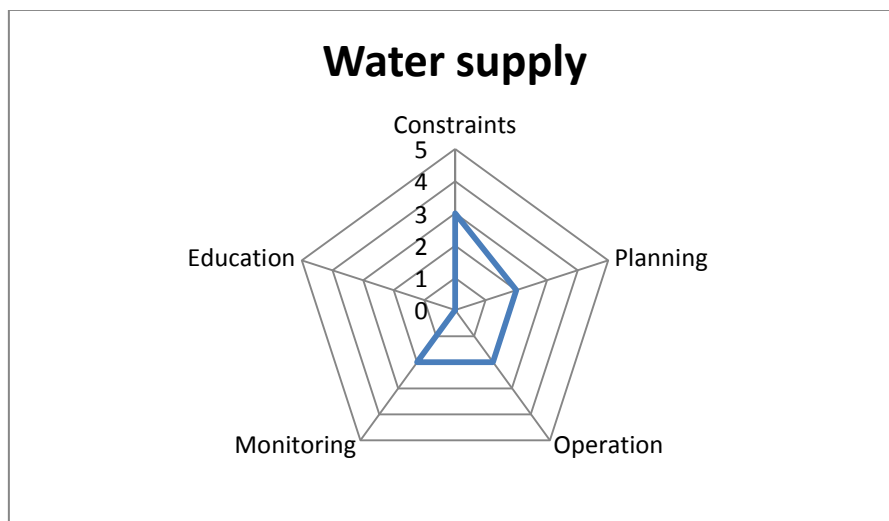 Water supply
Constraints
5
4
3
2
1
0
Education
Planning
Monitoring
Operation